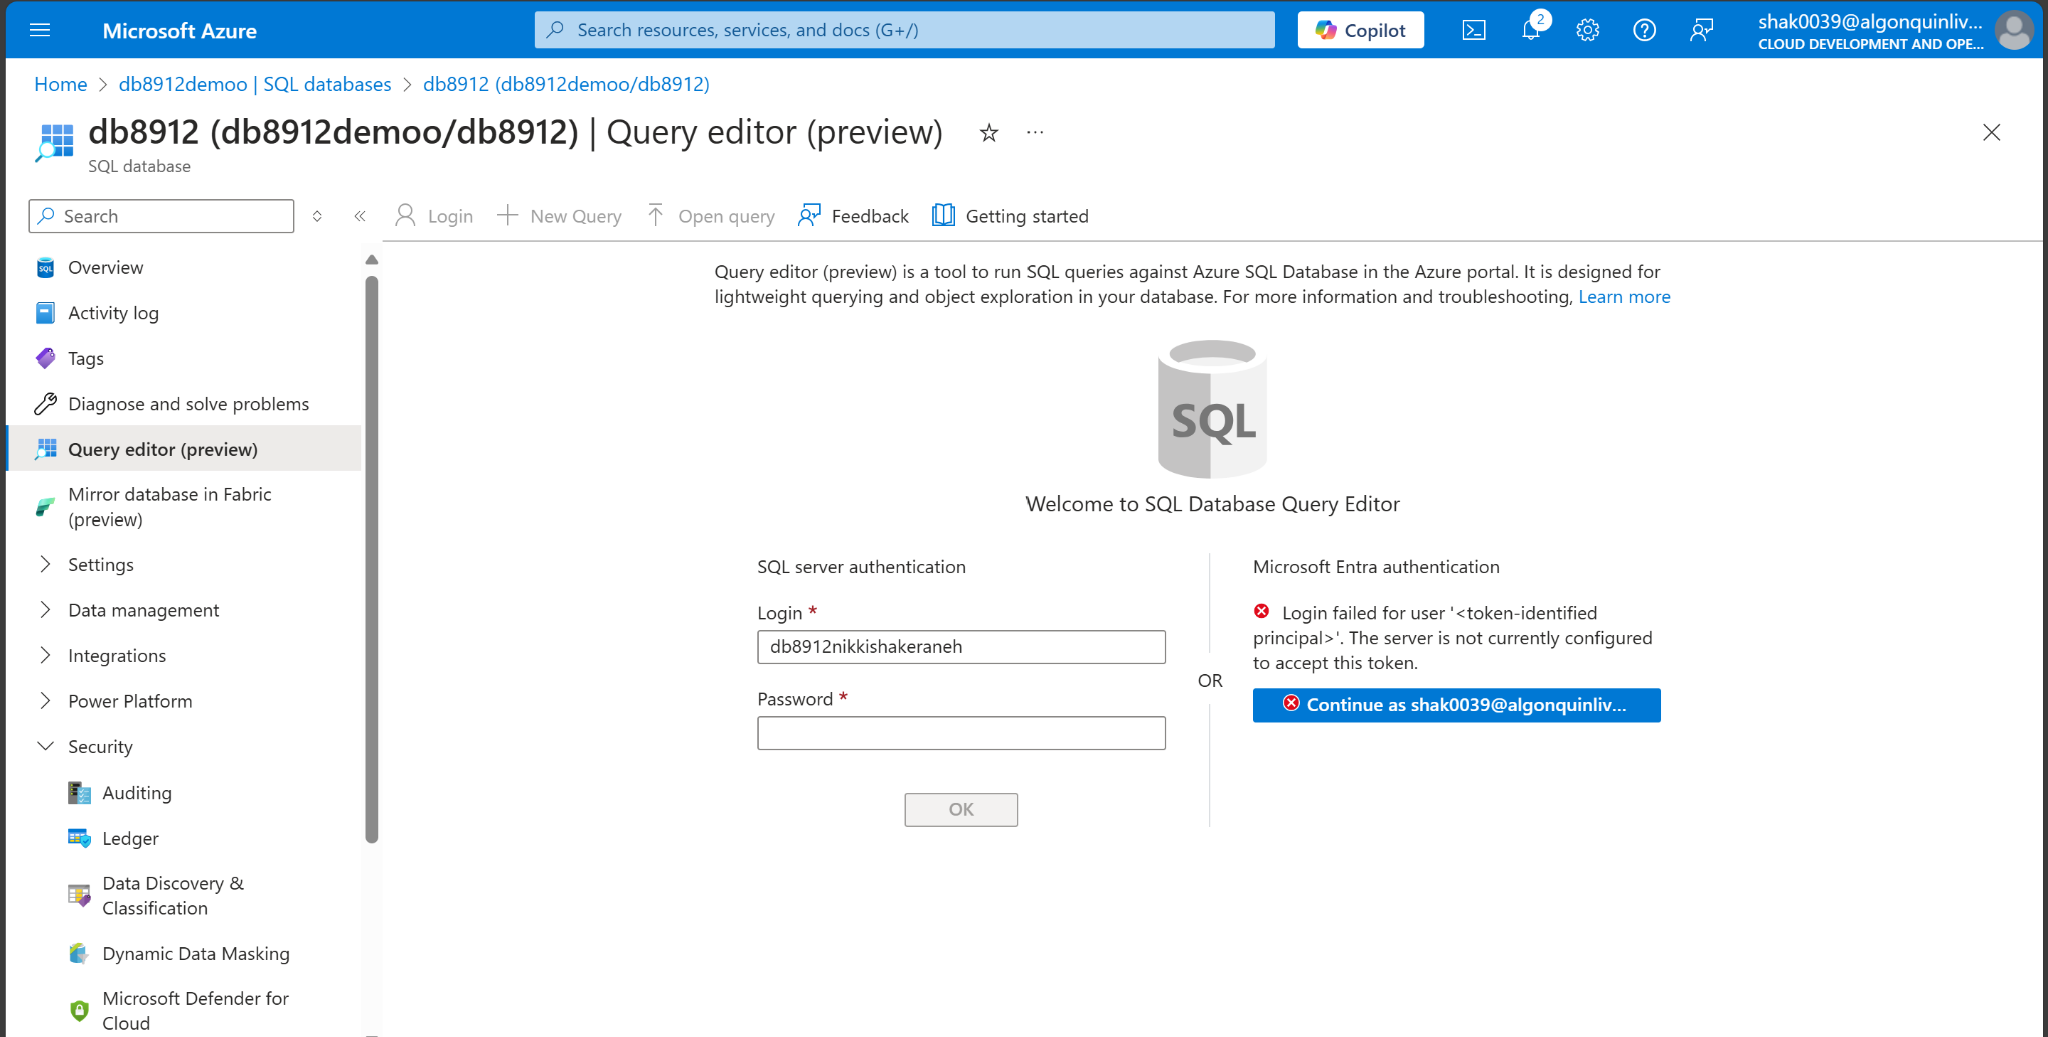 Microsoft Azure
Search resources, services, and docs (G+/)
Copilot
2
shak0039@algonquinliv...
CLOUD DEVELOPMENT AND OPE...
Home > db8912demoo | SQL databases > db8912 (db8912demoo/db8912)
db8912 (db8912demoo/db8912) | Query editor (preview)
SQL database
Search
Login
New Query
Open query
Feedback
Getting started
Overview
Activity log
Tags
Diagnose and solve problems
Query editor (preview)
Mirror database in Fabric
(preview)
Settings
Data management
Integrations
Power Platform
Security
Auditing
Ledger
Data Discovery &
Classification
Dynamic Data Masking
Microsoft Defender for
Cloud
Query editor (preview) is a tool to run SQL queries against Azure SQL Database in the Azure portal. It is designed for
lightweight querying and object exploration in your database. For more information and troubleshooting, Learn more
SQL
Welcome to SQL Database Query Editor
SQL server authentication
Login *
db8912nikkishakeraneh
Password *
OK
OR
Microsoft Entra authentication
Login failed for user '<token-identified
principal>'. The server is not currently configured
to accept this token.
Continue as shak0039@algonquinliv...